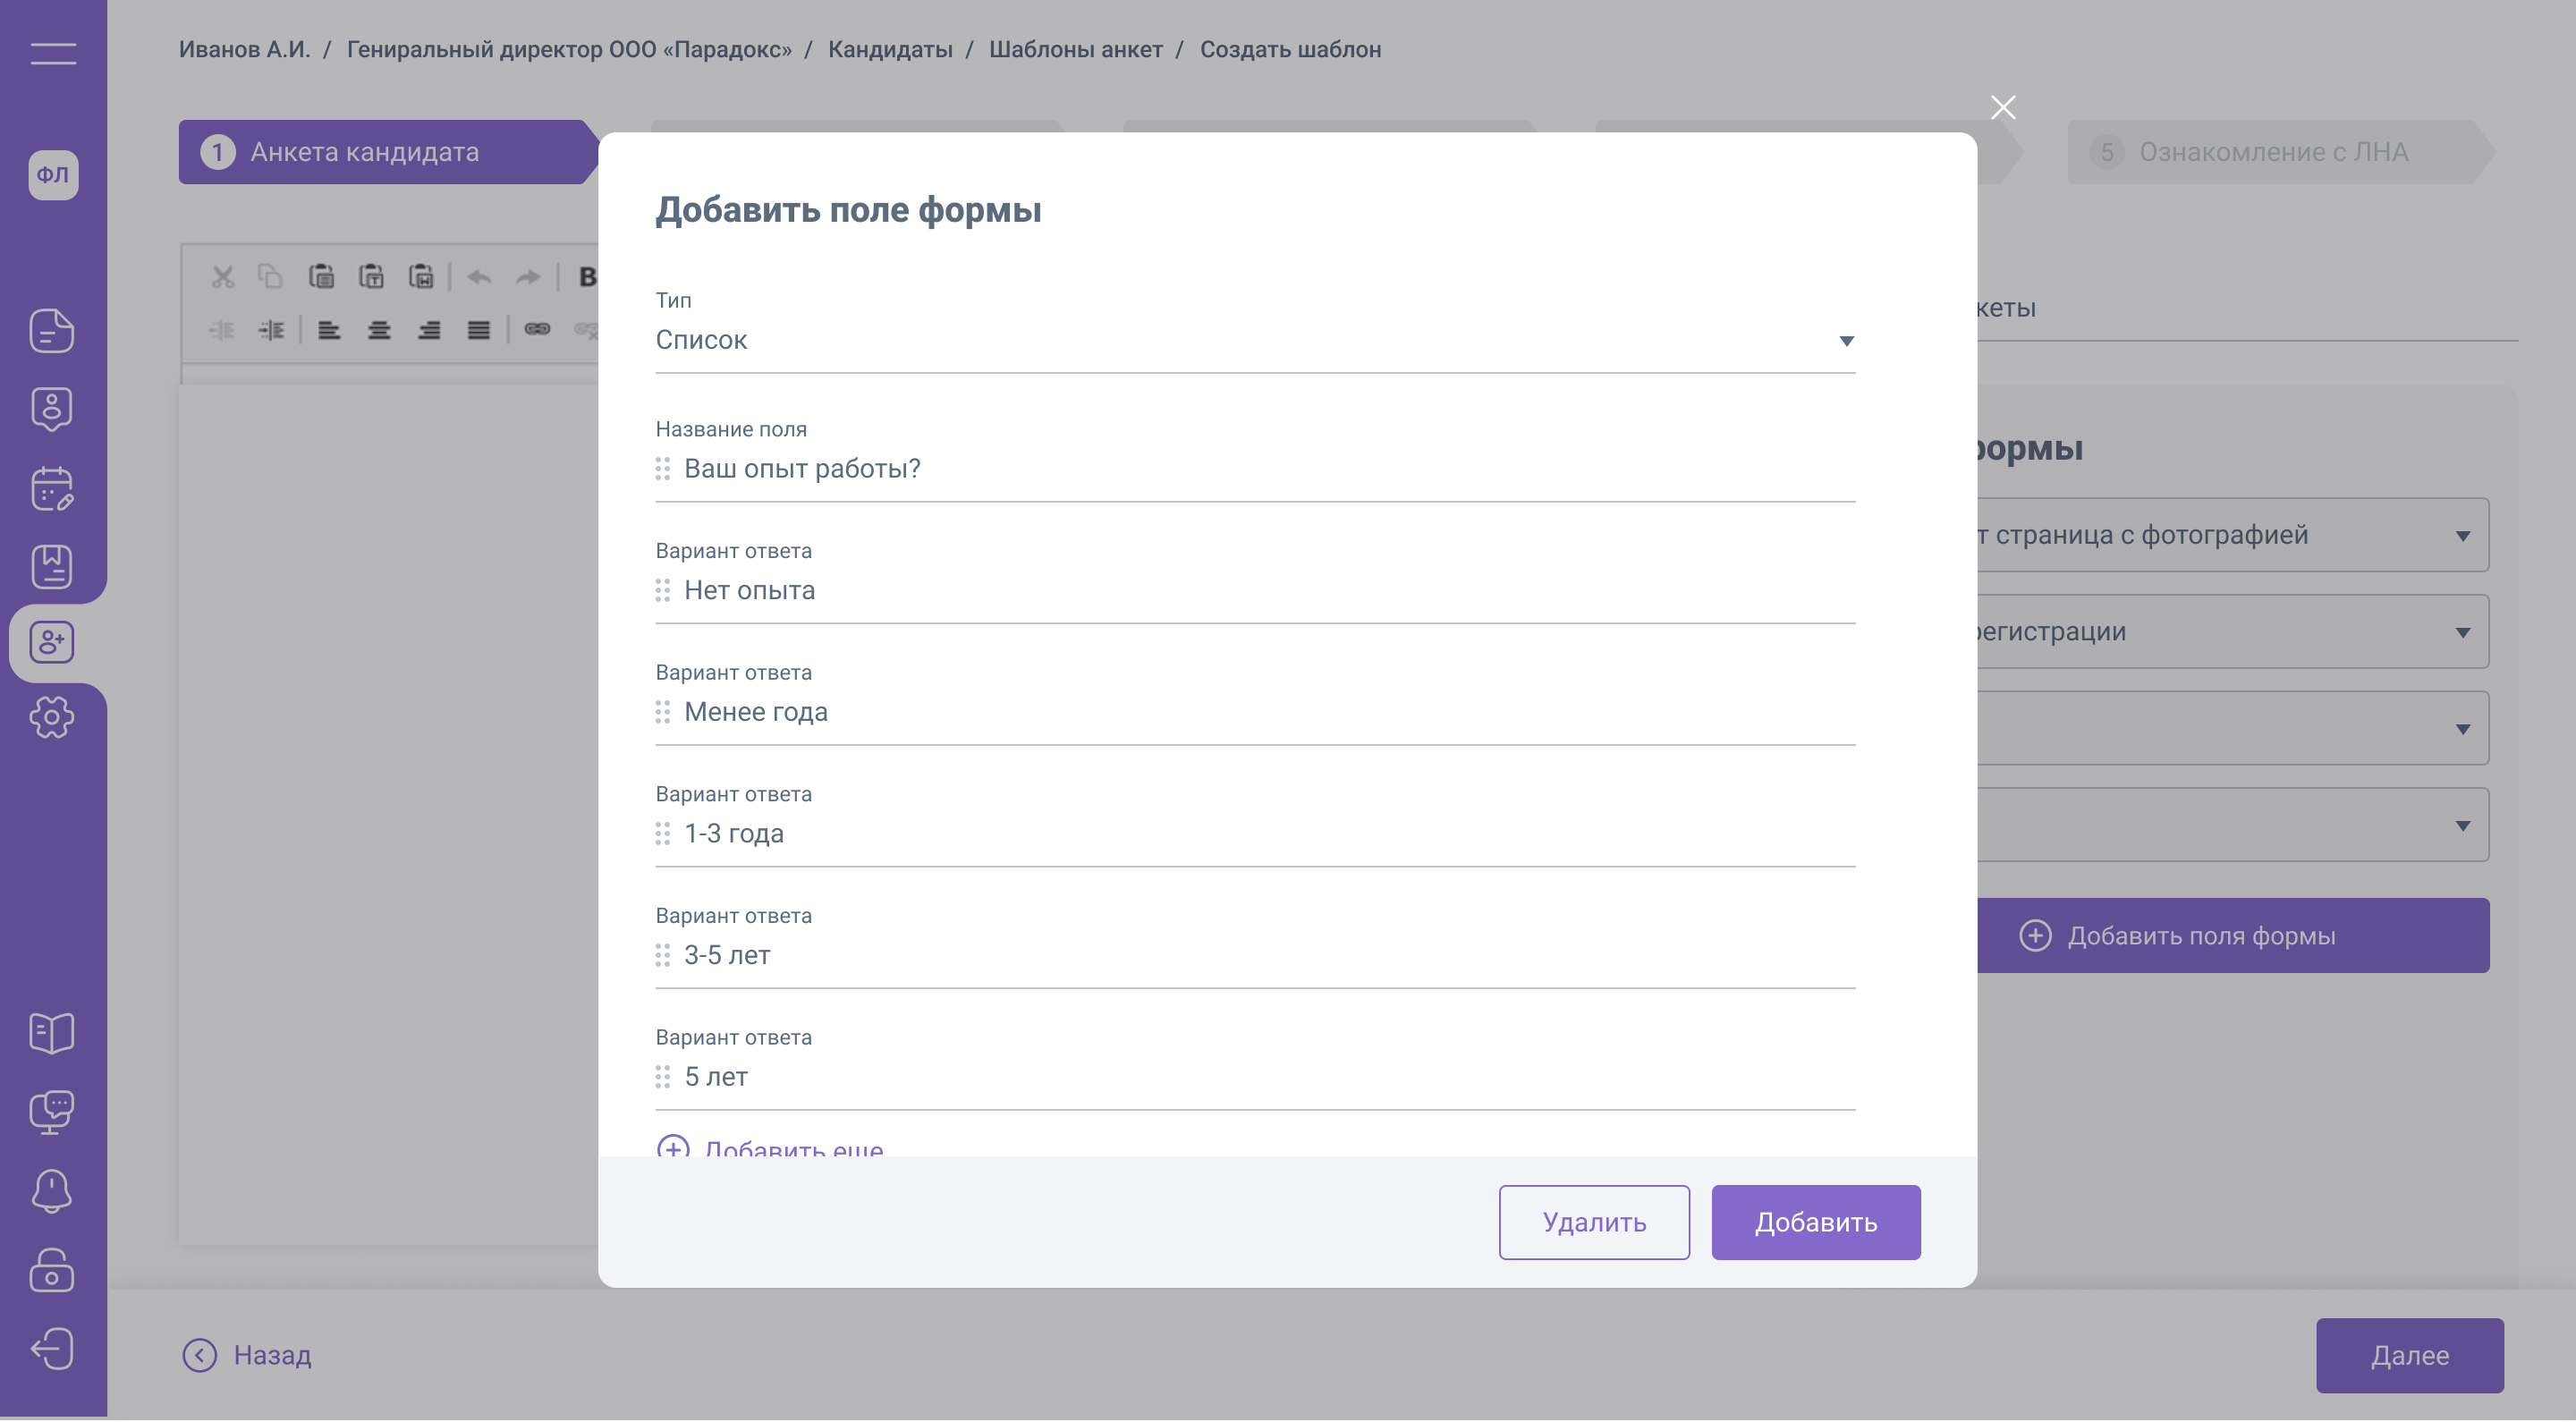 Иванов А.И. / Гениральный директор ООО «Парадокс» / Кандидаты / Шаблоны анкет / Создать шаблон
ФЛ
1 Анкета кандидата
5 Ознакомление с ЛНА
Добавить поле формы
Тип
Список
Название поля
Ваш опыт работы?
Вариант ответа
Нет опыта
Вариант ответа
Менее года
Вариант ответа
1-3 года
Вариант ответа
3-5 лет
Вариант ответа
5 лет
Добавить еще
Удалить
Добавить
кеты
формы
т страница с фотографией
регистрации
Добавить поля формы
B
Назад
Далее